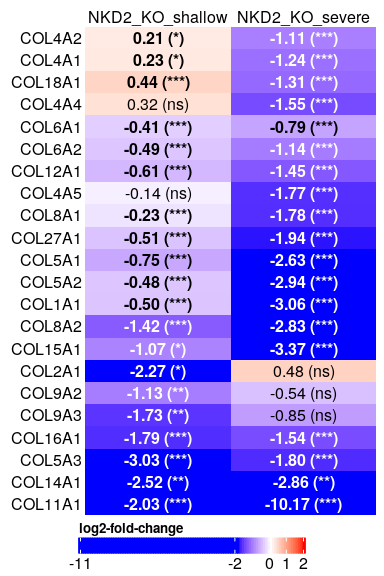 NKD2_KO_shallow NKD2_KO_severe
COL4A2 0.21 (*) -1.11 (***)
COL4A1 0.23 (*) -1.24 (***)
COL18A1 0.44 (***) -1.31 (***)
COL4A4 0.32 (ns) -1.55 (***)
COL6A1 -0.41 (***) -0.79 (***)
COL6A2 -0.49 (***) -1.14 (***)
COL12A1 -0.61 (***) -1.45 (***)
COL4A5 -0.14 (ns) -1.77 (***)
COL8A1 -0.23 (***) -1.78 (***)
COL27A1 -0.51 (***) -1.94 (***)
COL5A1 -0.75 (***) -2.63 (***)
COL5A2 -0.48 (***) -2.94 (***)
COL1A1 -0.50 (***) -3.06 (***)
COL8A2 -1.42 (***) -2.83 (***)
COL15A1 -1.07 (*) -3.37 (***)
COL2A1 -2.27 (*) 0.48 (ns)
COL9A2 -1.13 (**) -0.54 (ns)
COL9A3 -1.73 (**) -0.85 (ns)
COL16A1 -1.79 (***) -1.54 (***)
COL5A3 -3.03 (***) -1.80 (***)
COL14A1 -2.52 (**) -2.86 (**)
COL11A1 -2.03 (***) -10.17 (***)
log2-fold-change
-11 -2 0 1 2